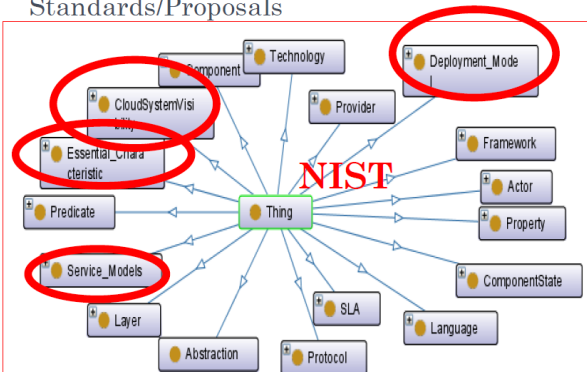 Standards/Proposals
Component
Technology
Deployment_Mode
l
CloudSystemVisi
bility
Provider
Essential_Chara
cteristic
Framework
NIST
Actor
Predicate
Thing
Property
Service_Models
ComponentState
SLA
Layer
Language
Abstraction
Protocol